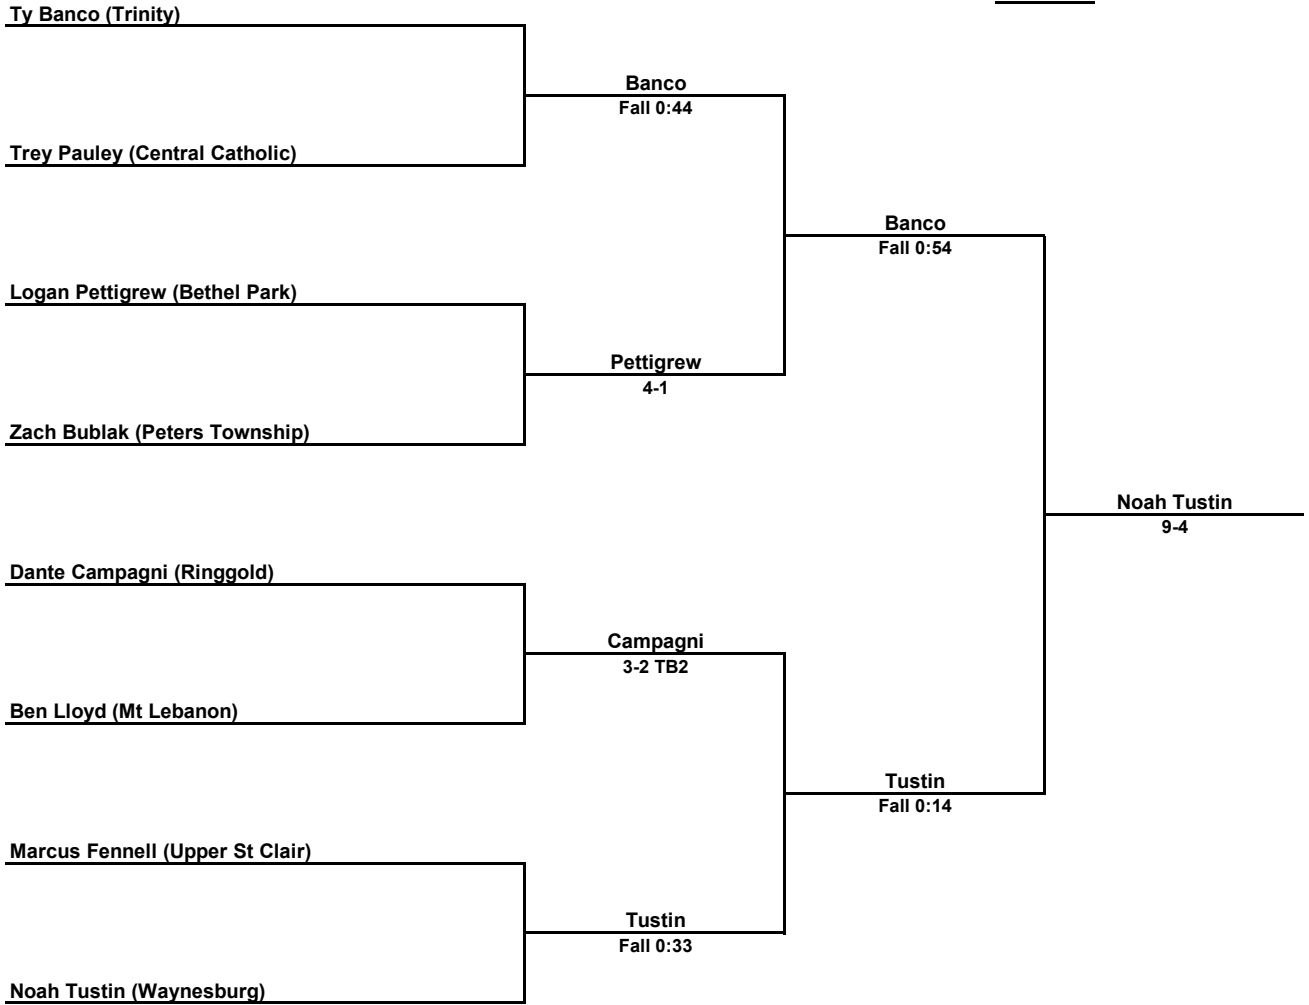 Ty Banco (Trinity)
Banco
Fall 0:44
Trey Pauley (Central Catholic)
Banco
Fall 0:54
Logan Pettigrew (Bethel Park)
Pettigrew
4-1
Zach Bublak (Peters Township)
Noah Tustin
9-4
Dante Campagni (Ringgold)
Campagni
3-2 TB2
Ben Lloyd (Mt Lebanon)
Tustin
Fall 0:14
Marcus Fennell (Upper St Clair)
Tustin
Fall 0:33
Noah Tustin (Waynesburg)